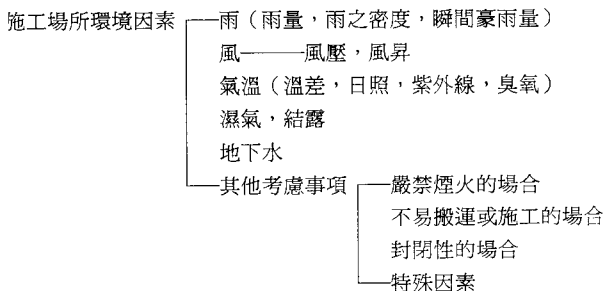 施工場所環境因素 雨（雨量，雨之密度，瞬間豪雨量）
風 風壓，風昇
氣溫（溫差，日照，紫外線，臭氧）
濕氣，結露
地下水
其他考慮事項 嚴禁煙火的場合
不易搬運或施工的場合
封閉性的場合
特殊因素